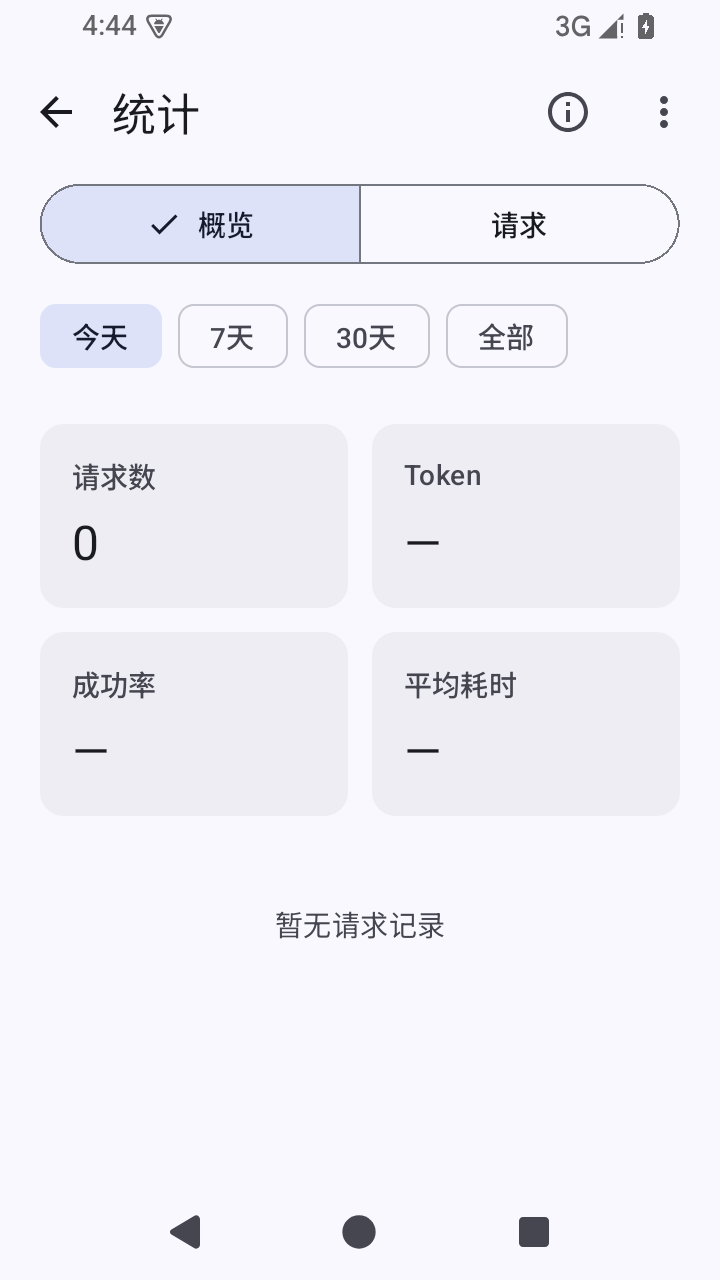 4:44
3G
统计
概览
请求
今天
7天
30天
全部
请求数
Token
0
—
成功率
平均耗时
—
—
暂无请求记录